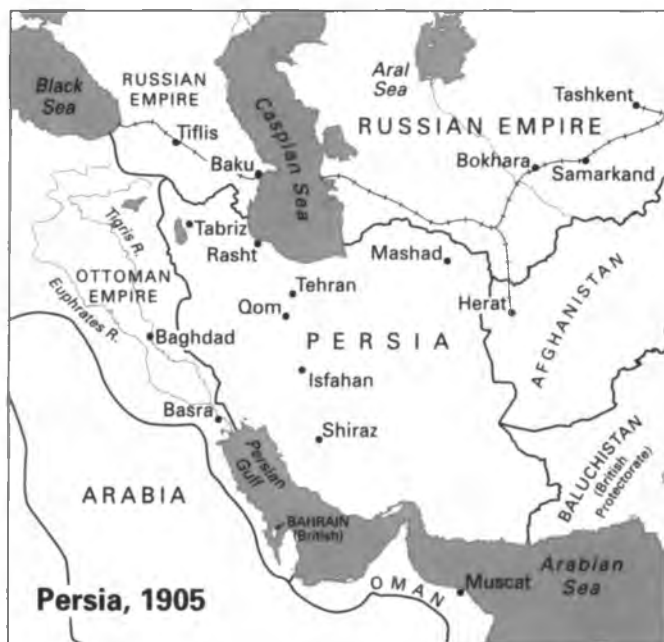 Black
Sea
RUSSIAN
EMPIRE
Tiflis
Baku
Caspian Sea
Aral
Sea
RUSSIAN EMPIRE
Tashkent
Bokhara
Samarkand
Tigris R.
Tabriz
Rasht
Mashad
OTTOMAN
EMPIRE
Euphrates R.
Tehran
Qom
Herat
AFGHANISTAN
Baghdad
PERSIA
Isfahan
Basra
Shiraz
Persian
Gulf
BALUCHISTAN
(British
Protectorate)
ARABIA
BAHRAIN
(British)
OMAN
Muscat
Arabian
Sea
Persia, 1905